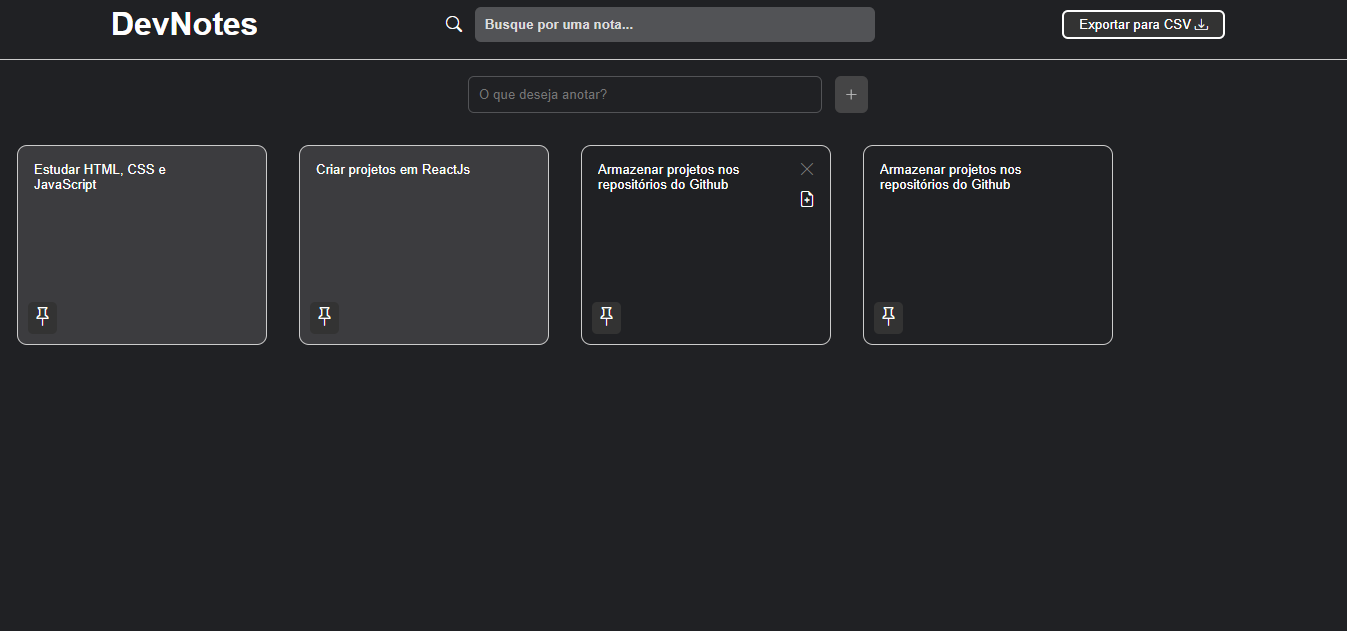 DevNotes
Busque por uma nota...
Exportar para CSV
O que deseja anotar?
Estudar HTML, CSS e
JavaScript
Criar projetos em ReactJs
Armazenar projetos nos
repositórios do Github
Armazenar projetos nos
repositórios do Github